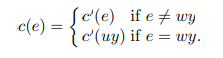 c(e) = { c′(e) if e ≠ wy
c′(uy) if e = wy.